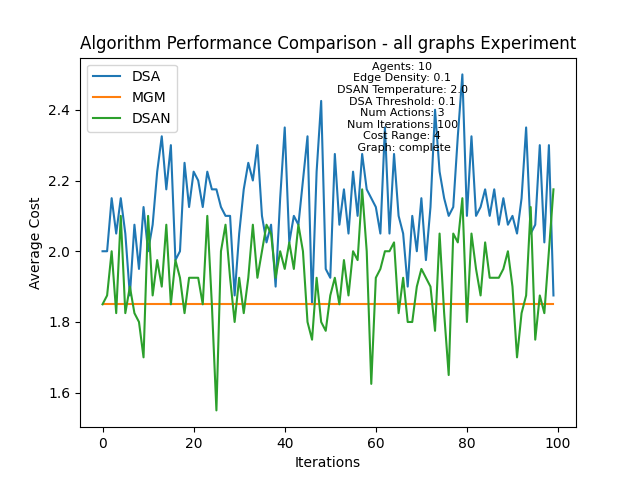 Algorithm Performance Comparison - all graphs Experiment
DSA
MGM
DSAN
Agents: 10
Edge Density: 0.1
DSAN Temperature: 2.0
DSA Threshold: 0.1
Num Actions: 3
Num Iterations: 100
Cost Range: 4
Graph: complete
Average Cost
2.4
2.2
2.0
1.8
1.6
0 20 40 60 80 100
Iterations